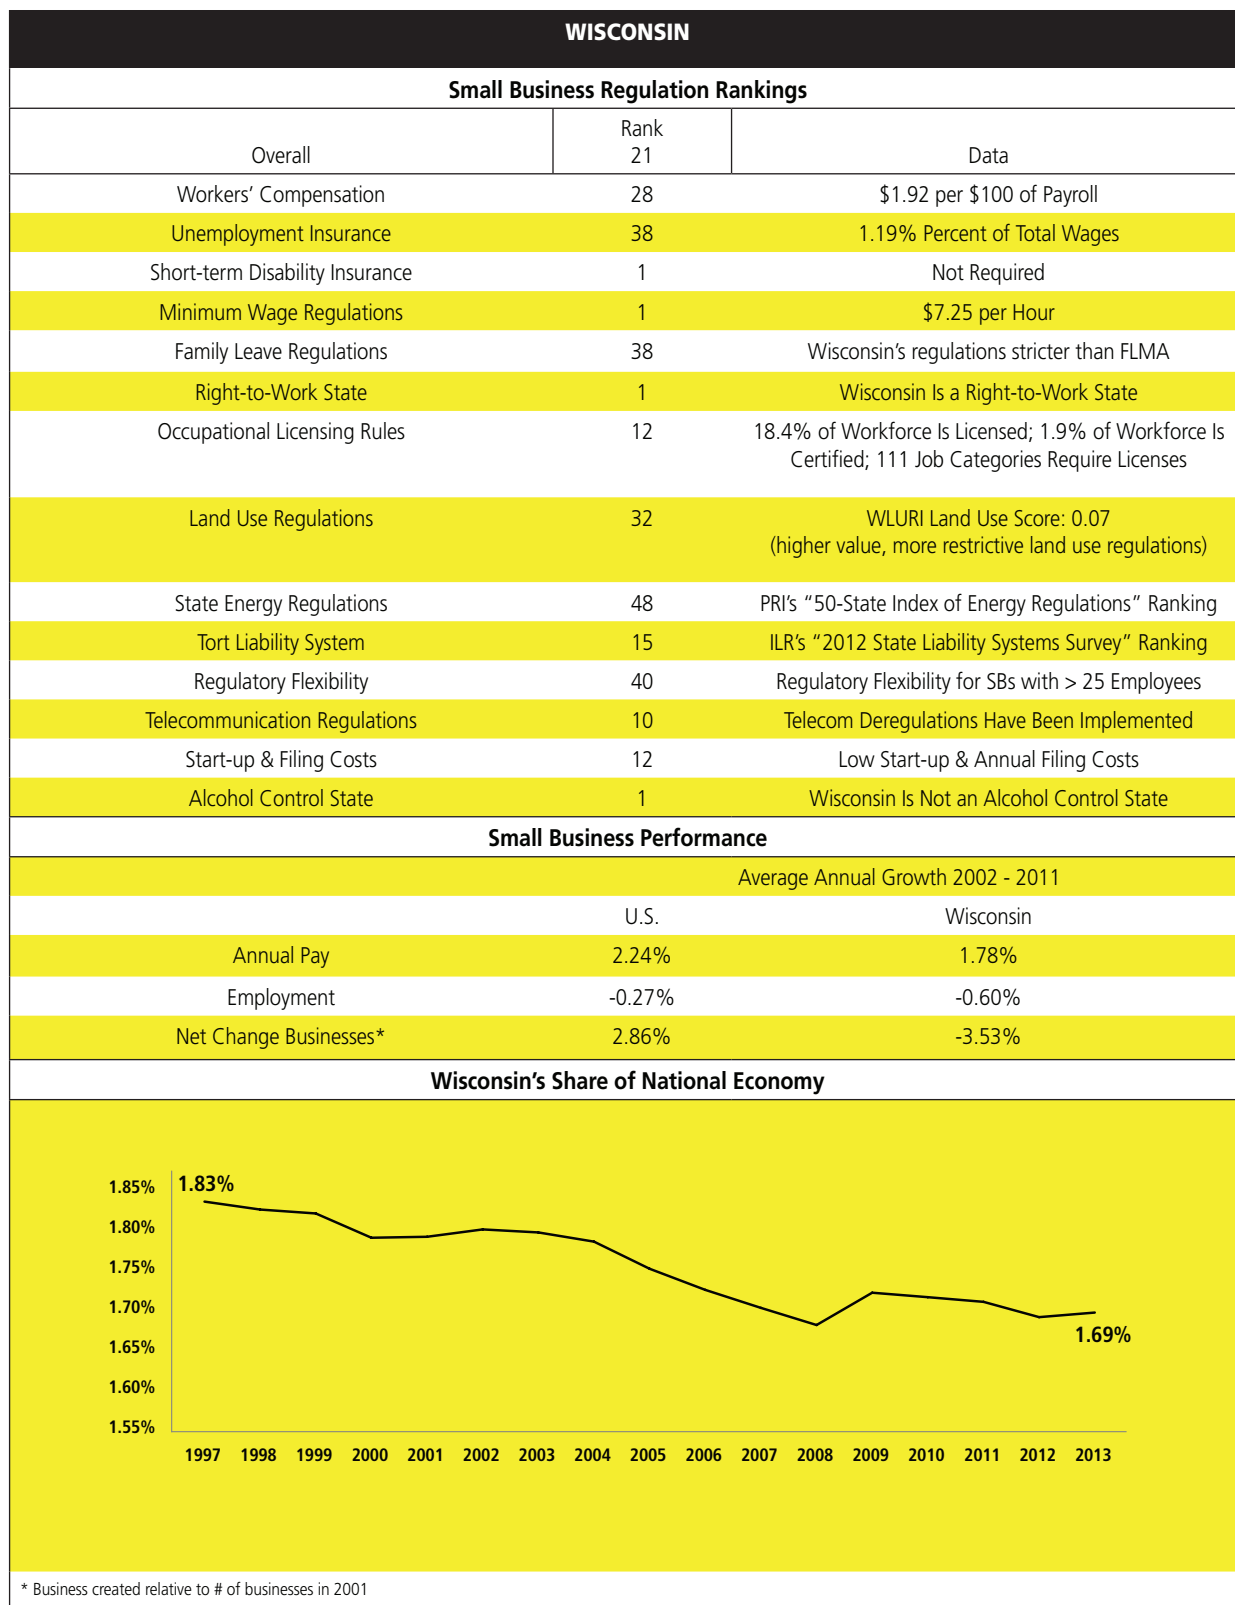 WISCONSIN
Small Business Regulation Rankings
Rank
Overall 21 Data
Workers’ Compensation 28 $1.92 per $100 of Payroll
Unemployment Insurance 38 1.19% Percent of Total Wages
Short-term Disability Insurance 1 Not Required
Minimum Wage Regulations 1 $7.25 per Hour
Family Leave Regulations 38 Wisconsin’s regulations stricter than FLMA
Right-to-Work State 1 Wisconsin Is a Right-to-Work State
Occupational Licensing Rules 12 18.4% of Workforce Is Licensed; 1.9% of Workforce Is
Certified; 111 Job Categories Require Licenses
Land Use Regulations 32 WLURI Land Use Score: 0.07
(higher value, more restrictive land use regulations)
State Energy Regulations 48 PRI’s “50-State Index of Energy Regulations” Ranking
Tort Liability System 15 ILR’s “2012 State Liability Systems Survey” Ranking
Regulatory Flexibility 40 Regulatory Flexibility for SBs with > 25 Employees
Telecommunication Regulations 10 Telecom Deregulations Have Been Implemented
Start-up & Filing Costs 12 Low Start-up & Annual Filing Costs
Alcohol Control State 1 Wisconsin Is Not an Alcohol Control State
Small Business Performance
Average Annual Growth 2002 - 2011
U.S. Wisconsin
Annual Pay 2.24% 1.78%
Employment -0.27% -0.60%
Net Change Businesses* 2.86% -3.53%
Wisconsin’s Share of National Economy
1.85% 1.83%
1.80%
1.75%
1.70%
1.69%
1.65%
1.60%
1.55%
1997 1998 1999 2000 2001 2002 2003 2004 2005 2006 2007 2008 2009 2010 2011 2012 2013
* Business created relative to # of businesses in 2001